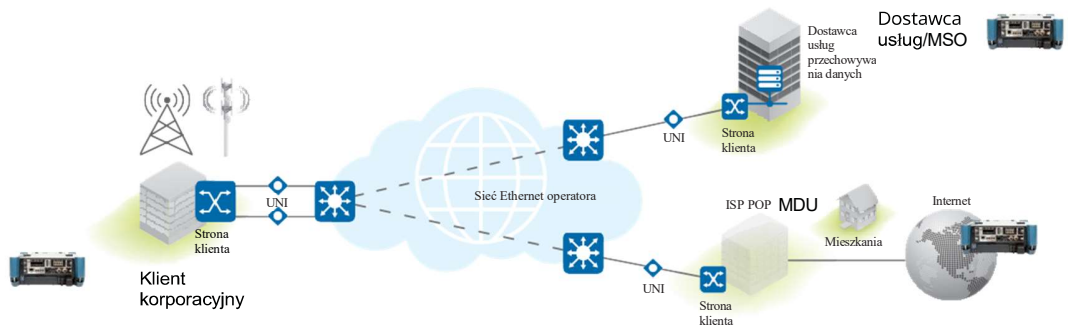 Dostawca
usług/MSO
Dostawca
usług
przechowywa
nia danych
UNI
Strona
klienta
UNI
Sieć Ethernet operatora
Strona
klienta
Klient
korporacyjny
ISP POP MDU
Mieszkania
Internet
UNI
Strona
klienta